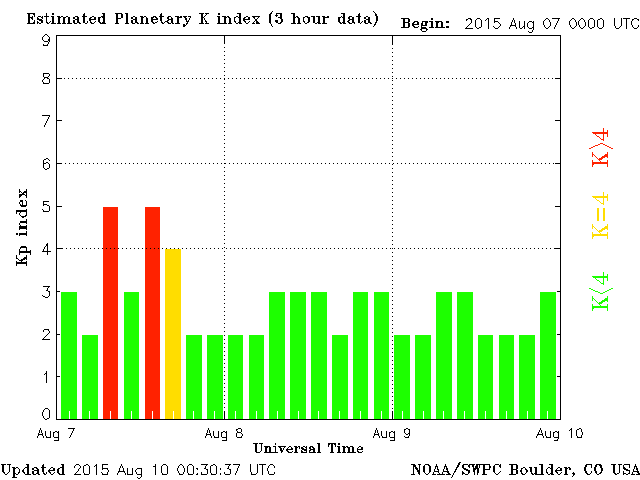 Estimated Planetary K index (3 hour data)
Begin: 2015 Aug 07 0000 UTC
9
8
7
6
5
4
3
2
1
0
Kp index
K>4
K=4
K<4
Aug 7
Aug 8
Aug 9
Aug 10
Universal Time
Updated 2015 Aug 10 00:30:37 UTC
NOAA/SWPC Boulder, CO USA